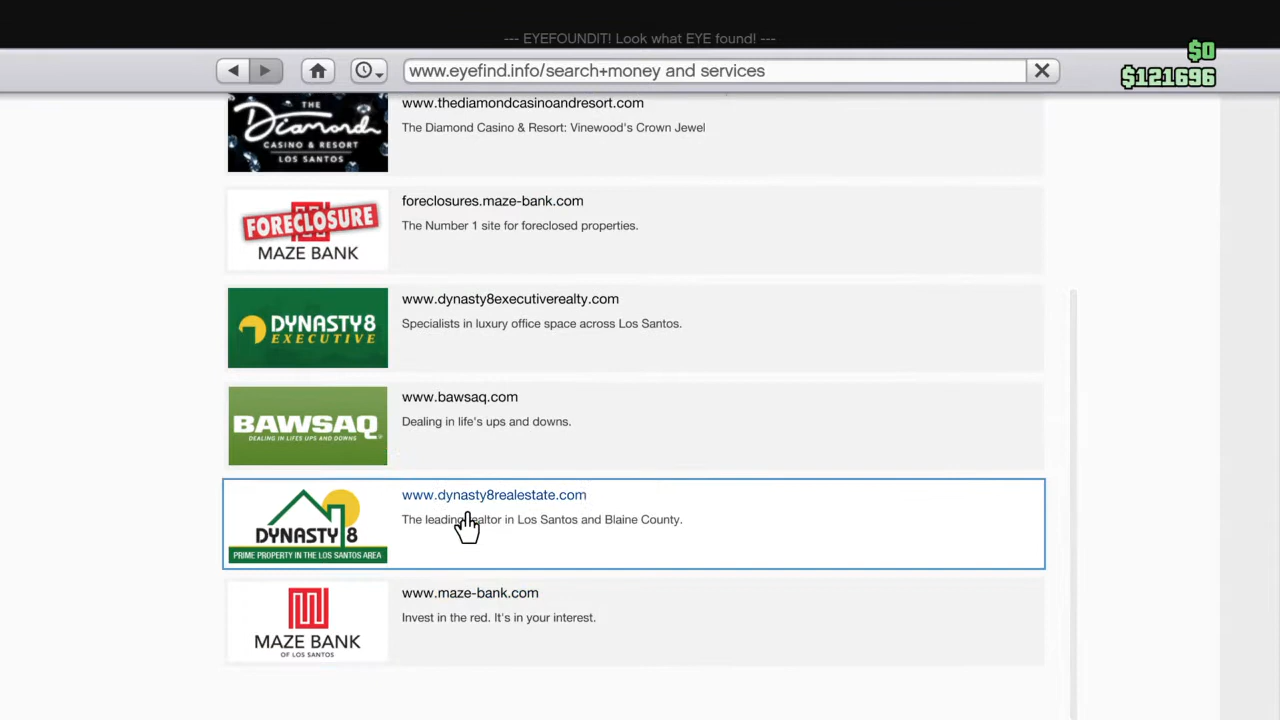 --- EYEFOUNDIT! Look what EYE found! ---
$0
www.eyefind.info/search+money and services
$121696
THE
Diamond
CASINO & RESORT
LOS SANTOS
www.thediamondcasinoandresort.com
The Diamond Casino & Resort: Vinewood's Crown Jewel
FORECLOSURE
MAZE BANK
foreclosures.maze-bank.com
The Number 1 site for foreclosed properties.
DYNASTY8
EXECUTIVE
www.dynasty8executiverealty.com
Specialists in luxury office space across Los Santos.
BAWSAQ
DEALING IN LIFES UPS AND DOWNS
www.bawsaq.com
Dealing in life's ups and downs.
DYNASTY 8
PRIME PROPERTY IN THE LOS SANTOS AREA
www.dynasty8realestate.com
The leading realtor in Los Santos and Blaine County.
MAZE BANK
OF LOS SANTOS
www.maze-bank.com
Invest in the red. It's in your interest.